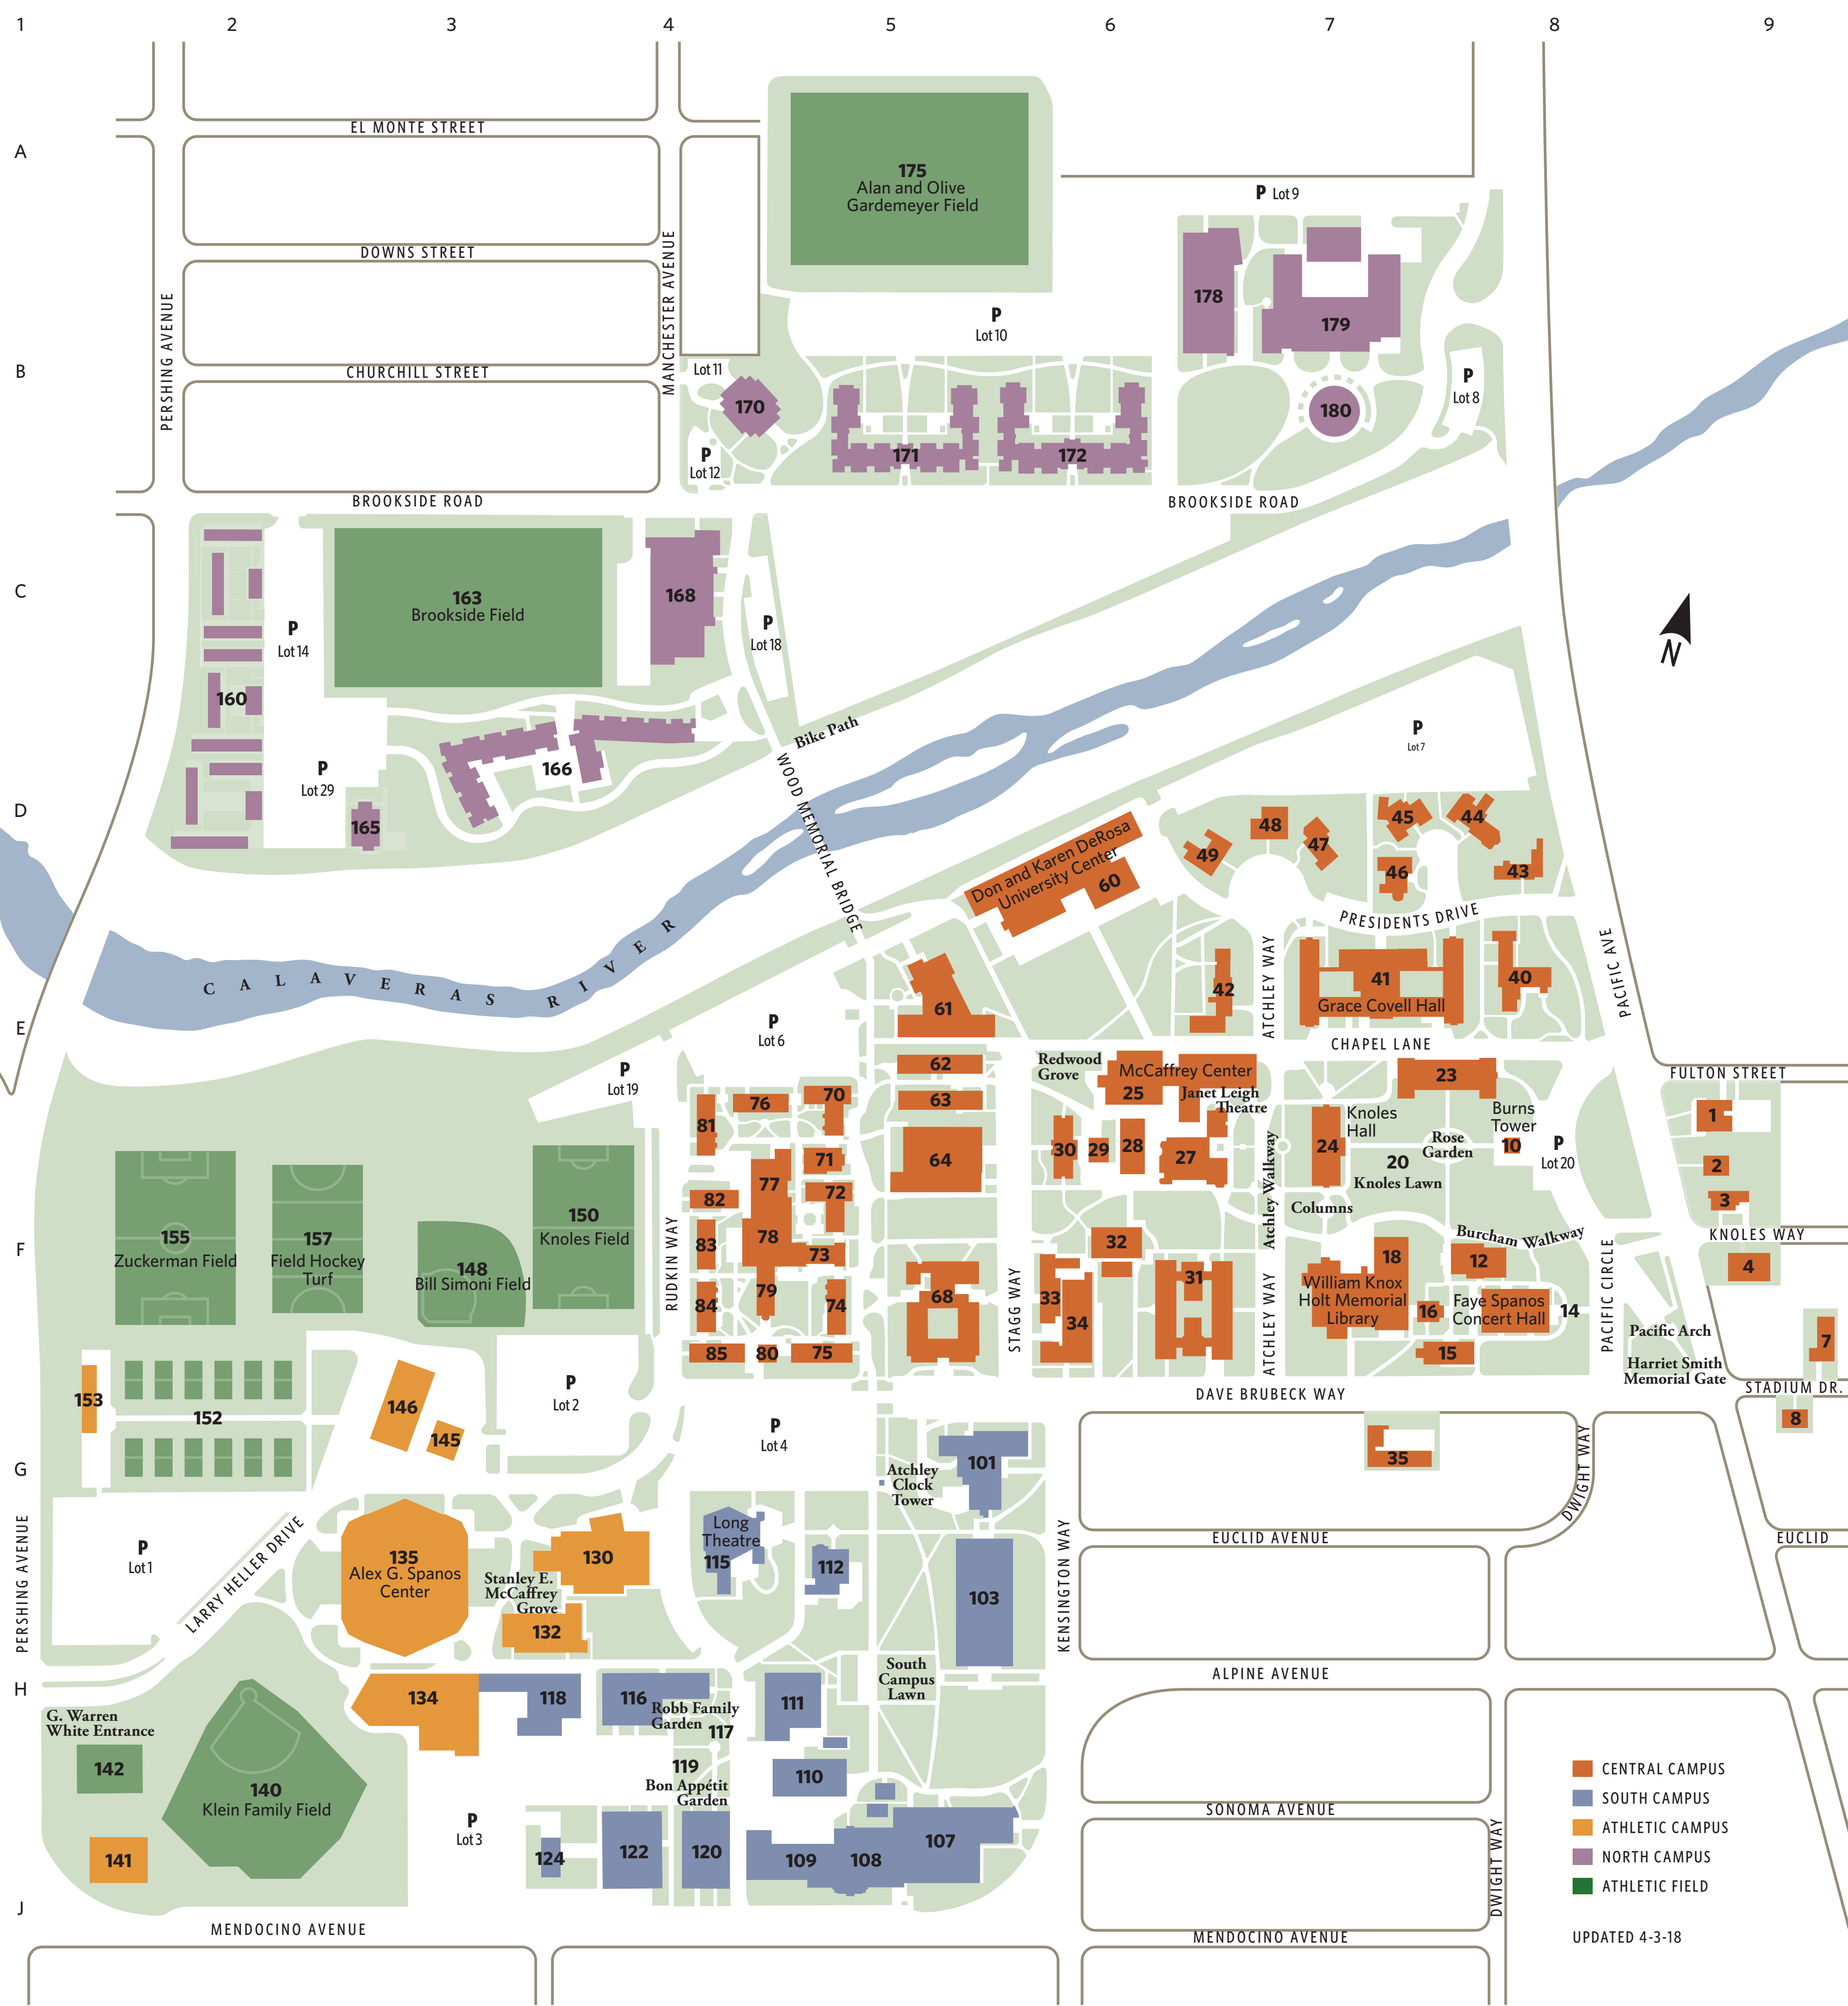 1 2 3 4 5 6 7 8 9
EL MONTE STREET
A
175
Alan and Olive
Gardemeyer Field
P Lot 9
DOWNS STREET
MANCHESTER AVENUE
PERSHING AVENUE
178
179
P
Lot 10
B
CHURCHILL STREET
Lot 11
170
P
Lot 8
180
P
Lot 12
171
172
BROOKSIDE ROAD
BROOKSIDE ROAD
C
163
Brookside Field
168
P
Lot 14
P
Lot 18
N
160
Bike Path
P
Lot 7
WOOD MEMORIAL BRIDGE
166
P
Lot 29
D
165
Don and Karen DeRosa
University Center
60
49
48
47
45
44
46
43
PRESIDENTS DRIVE
CALAVERAS RIVER
ATCHLEY WAY
PACIFIC AVE
42
41
Grace Covell Hall
40
61
E
P
Lot 6
CHAPEL LANE
P
Lot 19
62
Redwood
Grove
McCaffrey Center
25
Janet Leigh
Theatre
23
FULTON STREET
63
76
70
81
Knoles
Hall
Burns
Tower
10
1
30
29
28
27
24
Rose
Garden
P
Lot 20
64
71
20
Knoles Lawn
2
77
72
82
Atchley Walkway
Columns
3
155
Zuckerman Field
157
Field Hockey
Turf
150
Knoles Field
148
Bill Simoni Field
RUDKIN WAY
F
83
78
73
32
Burcham Walkway
KNOLES WAY
18
12
4
84
79
74
68
STAGG WAY
33
34
31
ATCHLEY WAY
William Knox
Holt Memorial
Library
16
Faye Spanos
Concert Hall
14
PACIFIC CIRCLE
Pacific Arch
7
85
80
75
15
Harriet Smith
Memorial Gate
153
152
146
145
P
Lot 2
DAVE BRUBECK WAY
STADIUM DR.
8
P
Lot 4
G
101
Atchley
Clock
Tower
35
DWIGHT WAY
PERSHING AVENUE
P
Lot 1
LARRY HELLER DRIVE
135
Alex G. Spanos
Center
130
Stanley E.
McCaffrey
Grove
132
Long
Theatre
115
112
103
KENSINGTON WAY
EUCLID AVENUE
EUCLID
H
134
118
116
Robb Family
Garden
117
111
South
Campus
Lawn
ALPINE AVENUE
G. Warren
White Entrance
142
140
Klein Family Field
119
Bon Appétit
Garden
110
P
Lot 3
SONOMA AVENUE
141
124
122
120
109
108
107
DWIGHT WAY
CENTRAL CAMPUS
SOUTH CAMPUS
ATHLETIC CAMPUS
NORTH CAMPUS
ATHLETIC FIELD
J
MENDOCINO AVENUE
MENDOCINO AVENUE
UPDATED 4-3-18